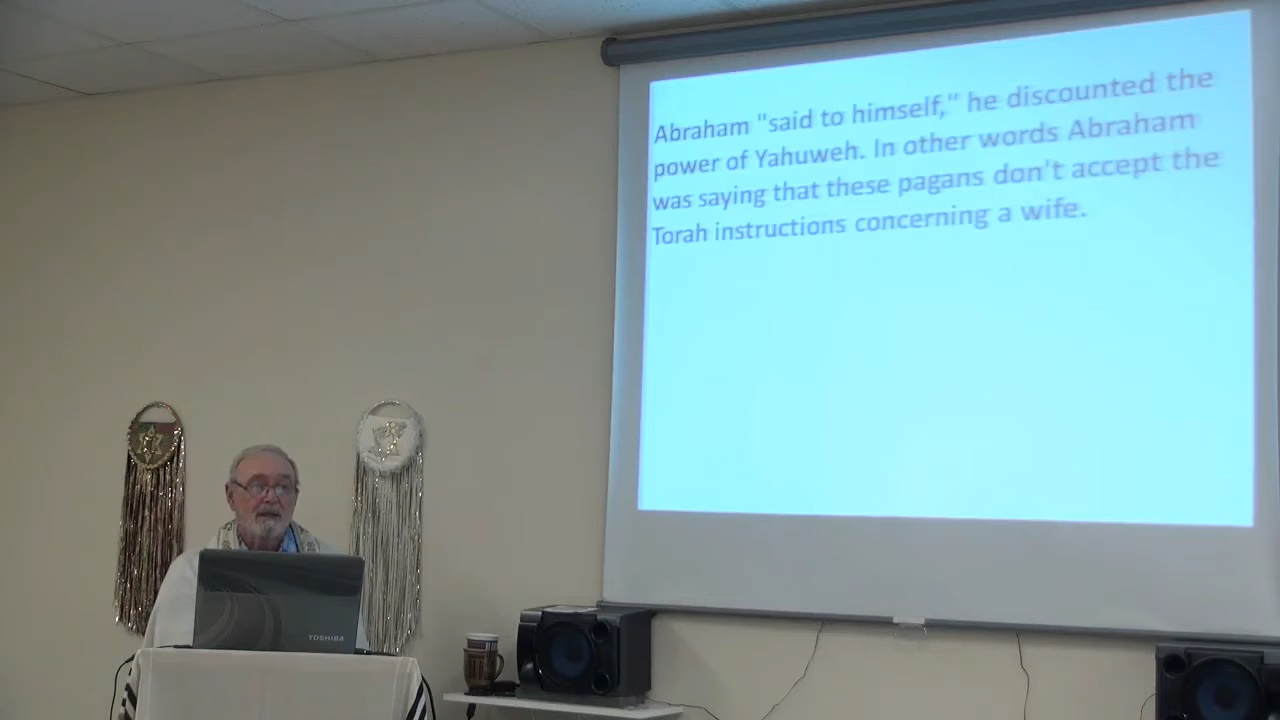 Abraham "said to himself," he discounted the
power of Yahuweh. In other words Abraham
was saying that these pagans don't accept the
Torah instructions concerning a wife.
TOSHIBA